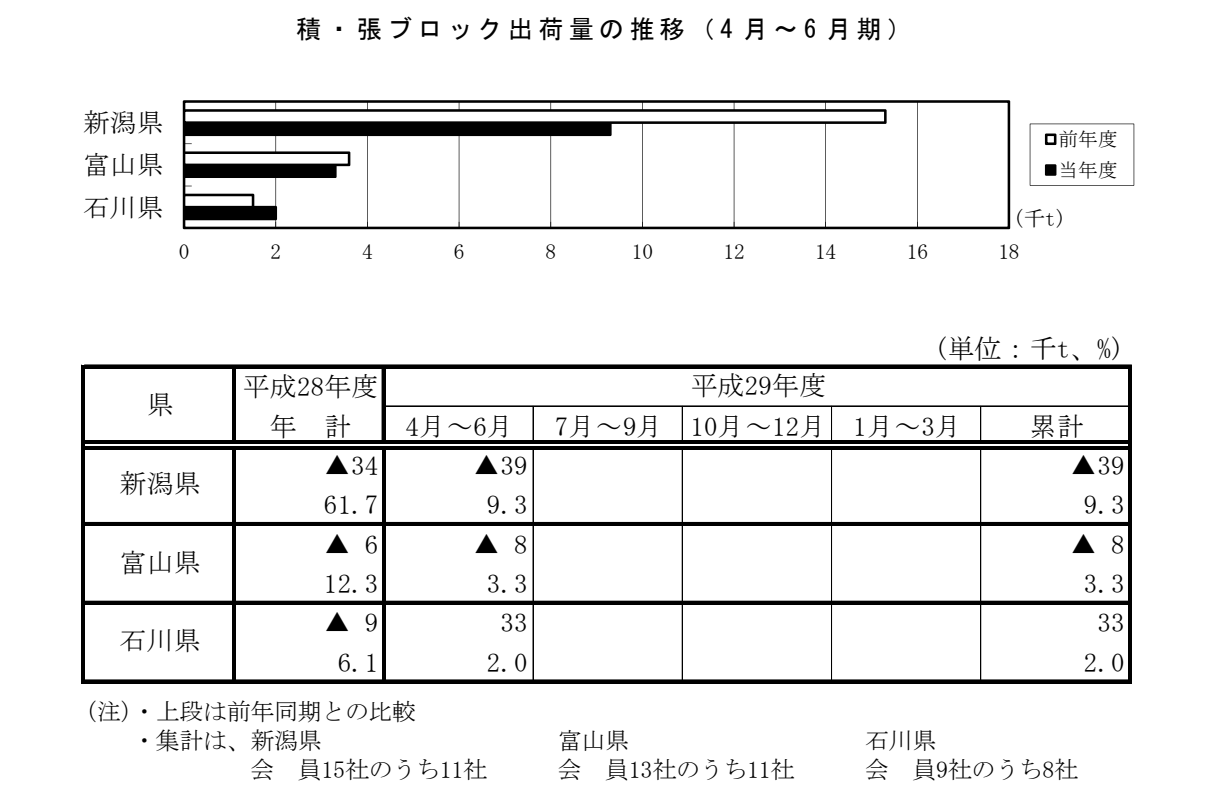 積・張ブロック出荷量の推移（4月～6月期）
新潟県
富山県
石川県
□前年度
■当年度
(千t)
0 2 4 6 8 10 12 14 16 18
(単位：千t、%)
県 平成28年度 平成29年度
年　計 4月～6月 7月～9月 10月～12月 1月～3月 累計
新潟県 ▲34 ▲39 ▲39
61.7 9.3 9.3
富山県 ▲ 6 ▲ 8 ▲ 8
12.3 3.3 3.3
石川県 ▲ 9 33 33
6.1 2.0 2.0
(注)・上段は前年同期との比較
・集計は、新潟県 富山県 石川県
会　員15社のうち11社 会　員13社のうち11社 会　員9社のうち8社